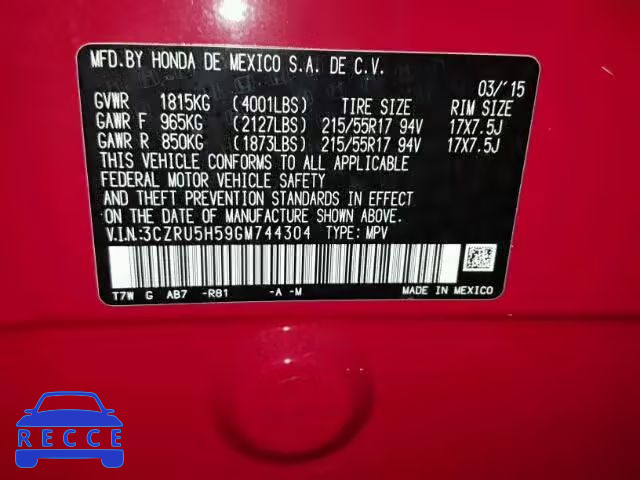 MFD.BY HONDA DE MEXICO S.A. DE C.V.
03/'15
GVWR 1815KG (4001LBS) TIRE SIZE RIM SIZE
GAWR F 965KG (2127LBS) 215/55R17 94V 17X7.5J
GAWR R 850KG (1873LBS) 215/55R17 94V 17X7.5J
THIS VEHICLE CONFORMS TO ALL APPLICABLE
FEDERAL MOTOR VEHICLE SAFETY
AND THEFT PREVENTION STANDARDS IN EFFECT
ON THE DATE OF MANUFACTURE SHOWN ABOVE.
V.I.N.:3CZRU5H59GM744304 TYPE: MPV
T7W G AB7 -R81 -A -M MADE IN MEXICO
RECCE